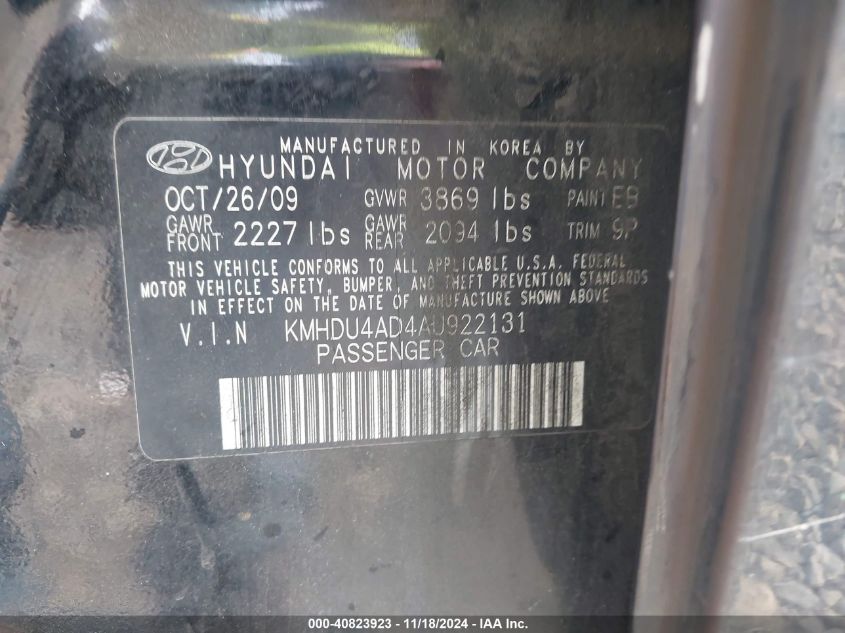 MANUFACTURED IN KOREA BY
HYUNDAI MOTOR COMPANY
OCT/26/09 GVWR 3869 lbs PAINT EB
GAWR FRONT 2227 lbs GAWR REAR 2094 lbs TRIM 9P
THIS VEHICLE CONFORMS TO ALL APPLICABLE U.S.A. FEDERAL
MOTOR VEHICLE SAFETY, BUMPER, AND THEFT PREVENTION STANDARDS
IN EFFECT ON THE DATE OF MANUFACTURE SHOWN ABOVE
V.I.N KMHDU4AD4AU922131
PASSENGER CAR
000-40823923 - 11/18/2024 - IAA Inc.